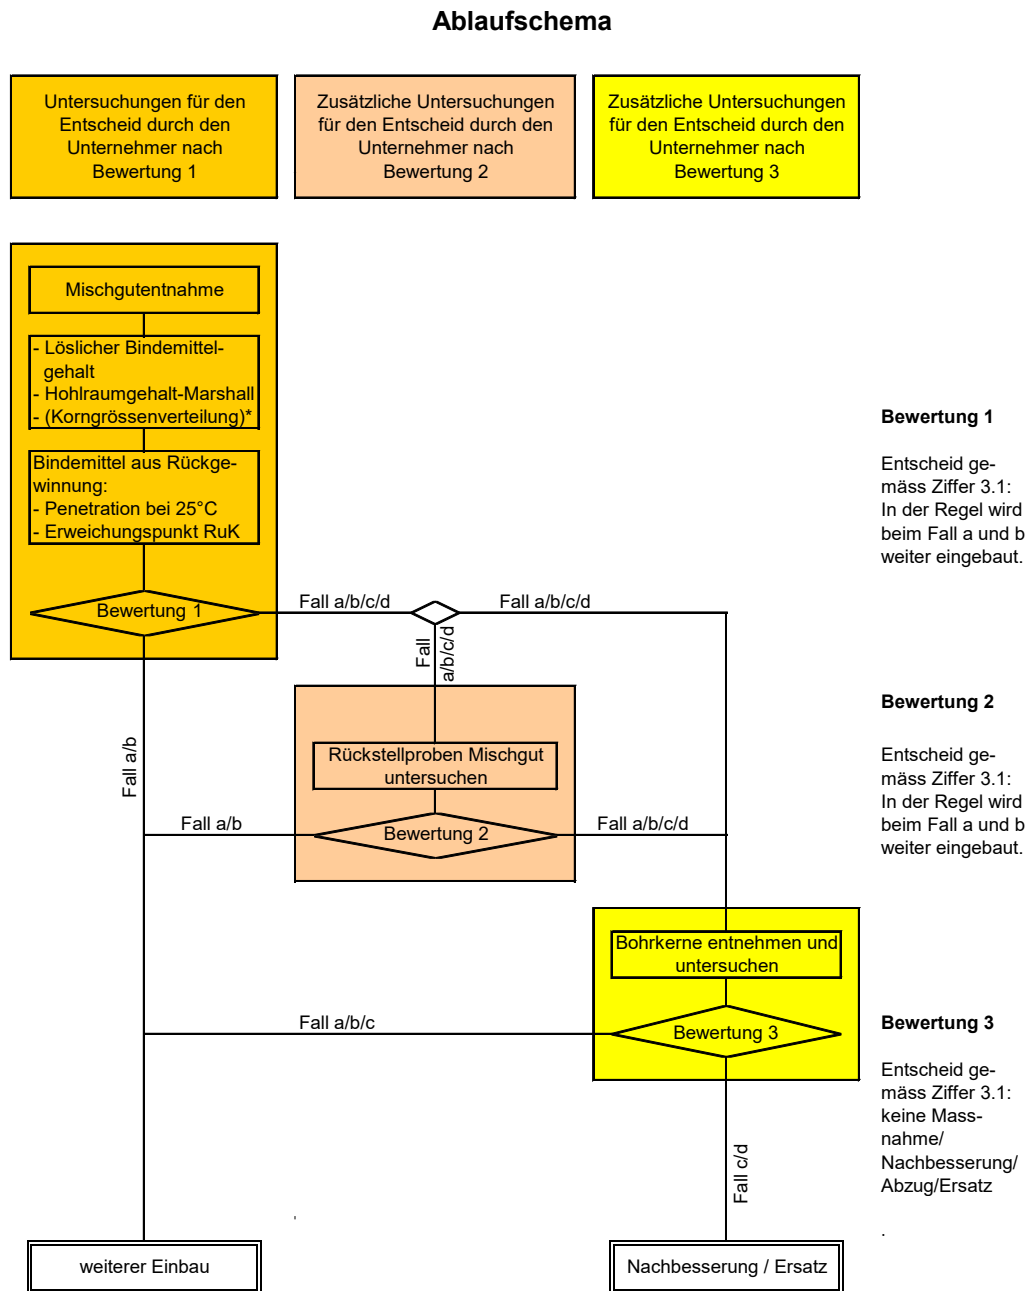 Ablaufschema
Untersuchungen für den
Entscheid durch den
Unternehmer nach
Bewertung 1
Zusätzliche Untersuchungen
für den Entscheid durch den
Unternehmer nach
Bewertung 2
Zusätzliche Untersuchungen
für den Entscheid durch den
Unternehmer nach
Bewertung 3
Mischgutentnahme
- Löslicher Bindemittel-
gehalt
- Hohlraumgehalt-Marshall
- (Korngrössenverteilung)*
Bindemittel aus Rückge-
winnung:
- Penetration bei 25°C
- Erweichungspunkt RuK
Bewertung 1
Entscheid ge-
mäss Ziffer 3.1:
In der Regel wird
beim Fall a und b
weiter eingebaut.
Bewertung 1
Fall a/b/c/d
Fall a/b/c/d
Fall
a/b/c/d
Fall a/b
Rückstellproben Mischgut
untersuchen
Fall a/b
Bewertung 2
Fall a/b/c/d
Bewertung 2
Entscheid ge-
mäss Ziffer 3.1:
In der Regel wird
beim Fall a und b
weiter eingebaut.
Bohrkerne entnehmen und
untersuchen
Fall a/b/c
Bewertung 3
Fall c/d
Bewertung 3
Entscheid ge-
mäss Ziffer 3.1:
keine Mass-
nahme/
Nachbesserung/
Abzug/Ersatz
.
weiterer Einbau
Nachbesserung / Ersatz